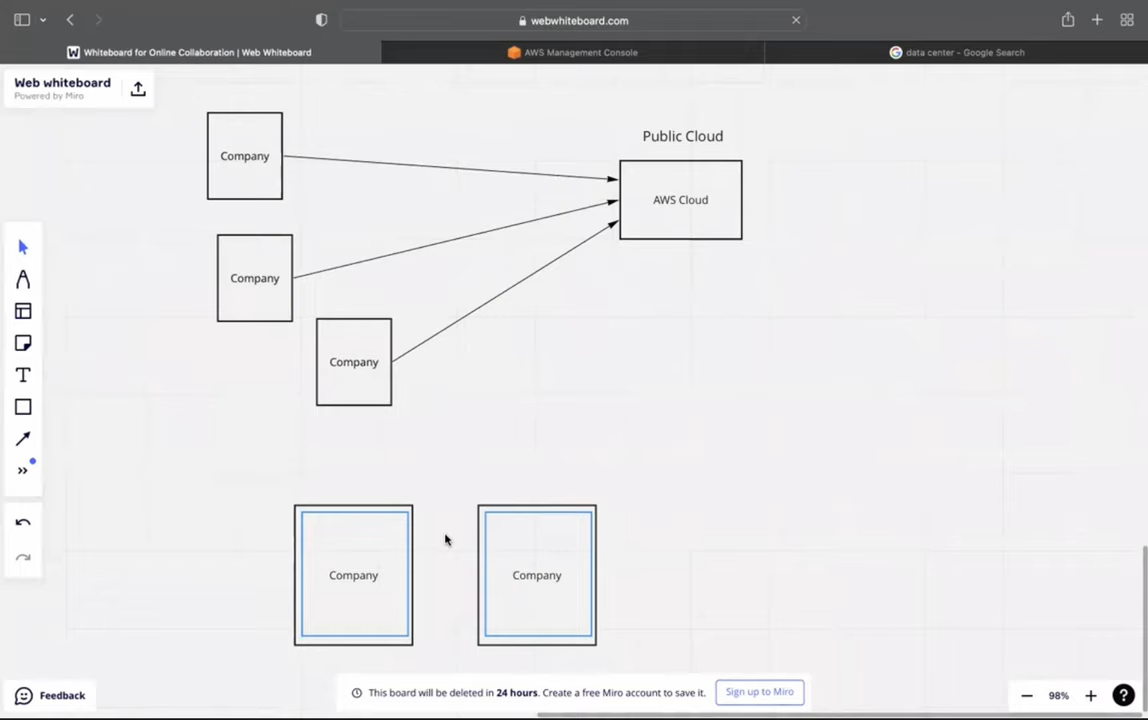 webwhiteboard.com
Whiteboard for Online Collaboration | Web Whiteboard
AWS Management Console
data center - Google Search
Web whiteboard
Powered by Miro
Public Cloud
Company
AWS Cloud
Company
Company
Company
Company
This board will be deleted in 24 hours. Create a free Miro account to save it.
Sign up to Miro
Feedback
98%